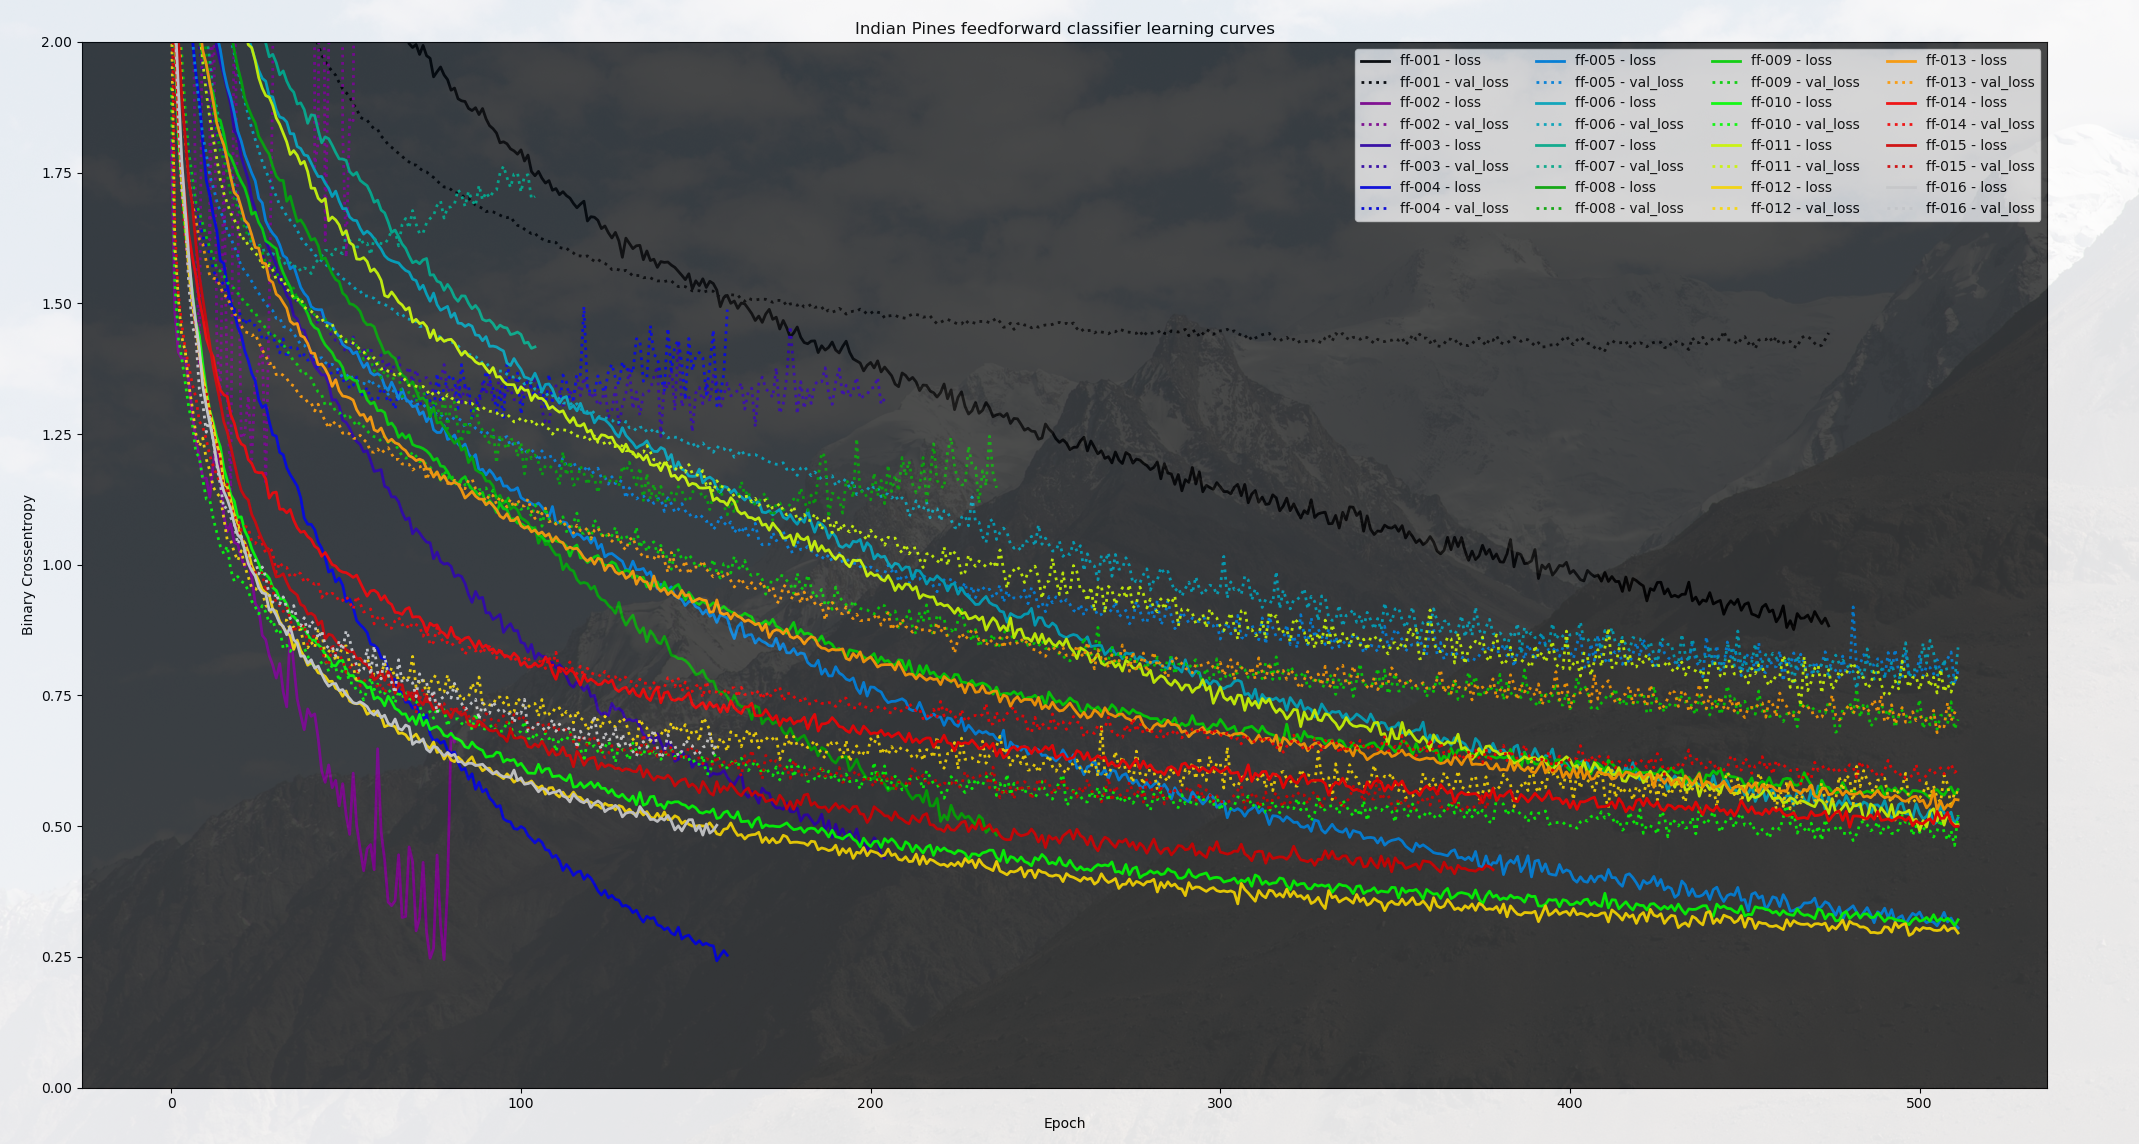 Indian Pines feedforward classifier learning curves
2.00
1.75
1.50
1.25
1.00
0.75
0.50
0.25
0.00
Binary Crossentropy
0
100
200
300
400
500
Epoch
ff-001 - loss
ff-001 - val_loss
ff-002 - loss
ff-002 - val_loss
ff-003 - loss
ff-003 - val_loss
ff-004 - loss
ff-004 - val_loss
ff-005 - loss
ff-005 - val_loss
ff-006 - loss
ff-006 - val_loss
ff-007 - loss
ff-007 - val_loss
ff-008 - loss
ff-008 - val_loss
ff-009 - loss
ff-009 - val_loss
ff-010 - loss
ff-010 - val_loss
ff-011 - loss
ff-011 - val_loss
ff-012 - loss
ff-012 - val_loss
ff-013 - loss
ff-013 - val_loss
ff-014 - loss
ff-014 - val_loss
ff-015 - loss
ff-015 - val_loss
ff-016 - loss
ff-016 - val_loss